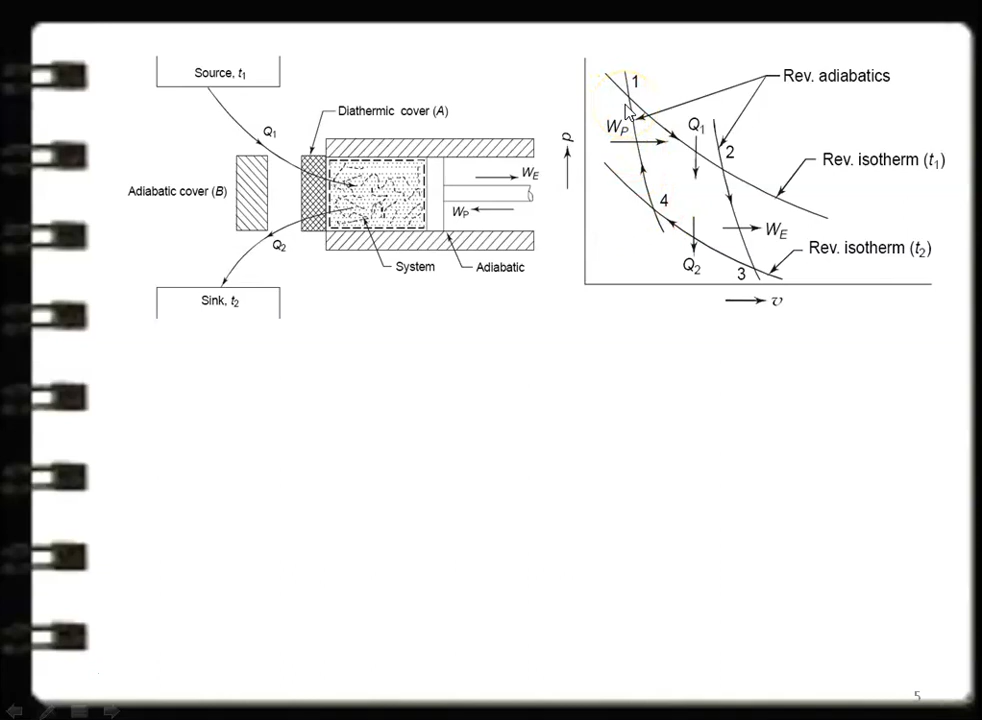 Source, t1
Q1
Diathermic cover (A)
Adiabatic cover (B)
WE
WP
Q2
System
Adiabatic
Sink, t2
1
Rev. adiabatics
p
WP
Q1
2
Rev. isotherm (t1)
4
WE
Q2
3
Rev. isotherm (t2)
v
5